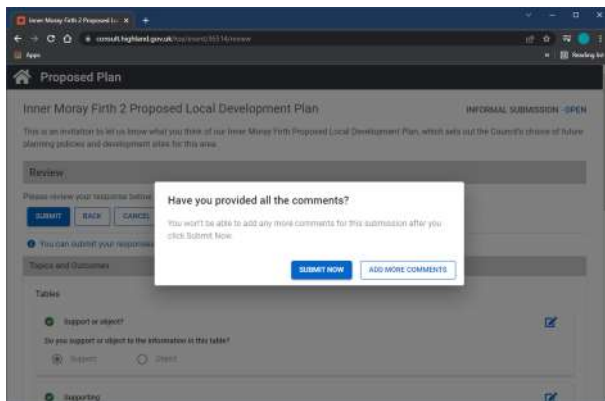 Inner Moray Firth 2 Proposed Lo
consult.highland.gov.uk/
Apps
Reading list
Proposed Plan
Inner Moray Firth 2 Proposed Local Development Plan
INFORMAL SUBMISSION -OPEN
This is an invitation to let us know what you think of our Inner Moray Firth Proposed Local Development Plan, which sets out the Council's choice of future
planning policies and development sites for this area.
Review
Please review your response below
SUBMIT BACK CANCEL
You can submit your responses
Have you provided all the comments?
You won't be able to add any more comments for this submission after you
click Submit Now.
SUBMIT NOW ADD MORE COMMENTS
Topics and Outcomes
Tables
Support or object?
Do you support or object to the information in this table?
Support Object
Supporting